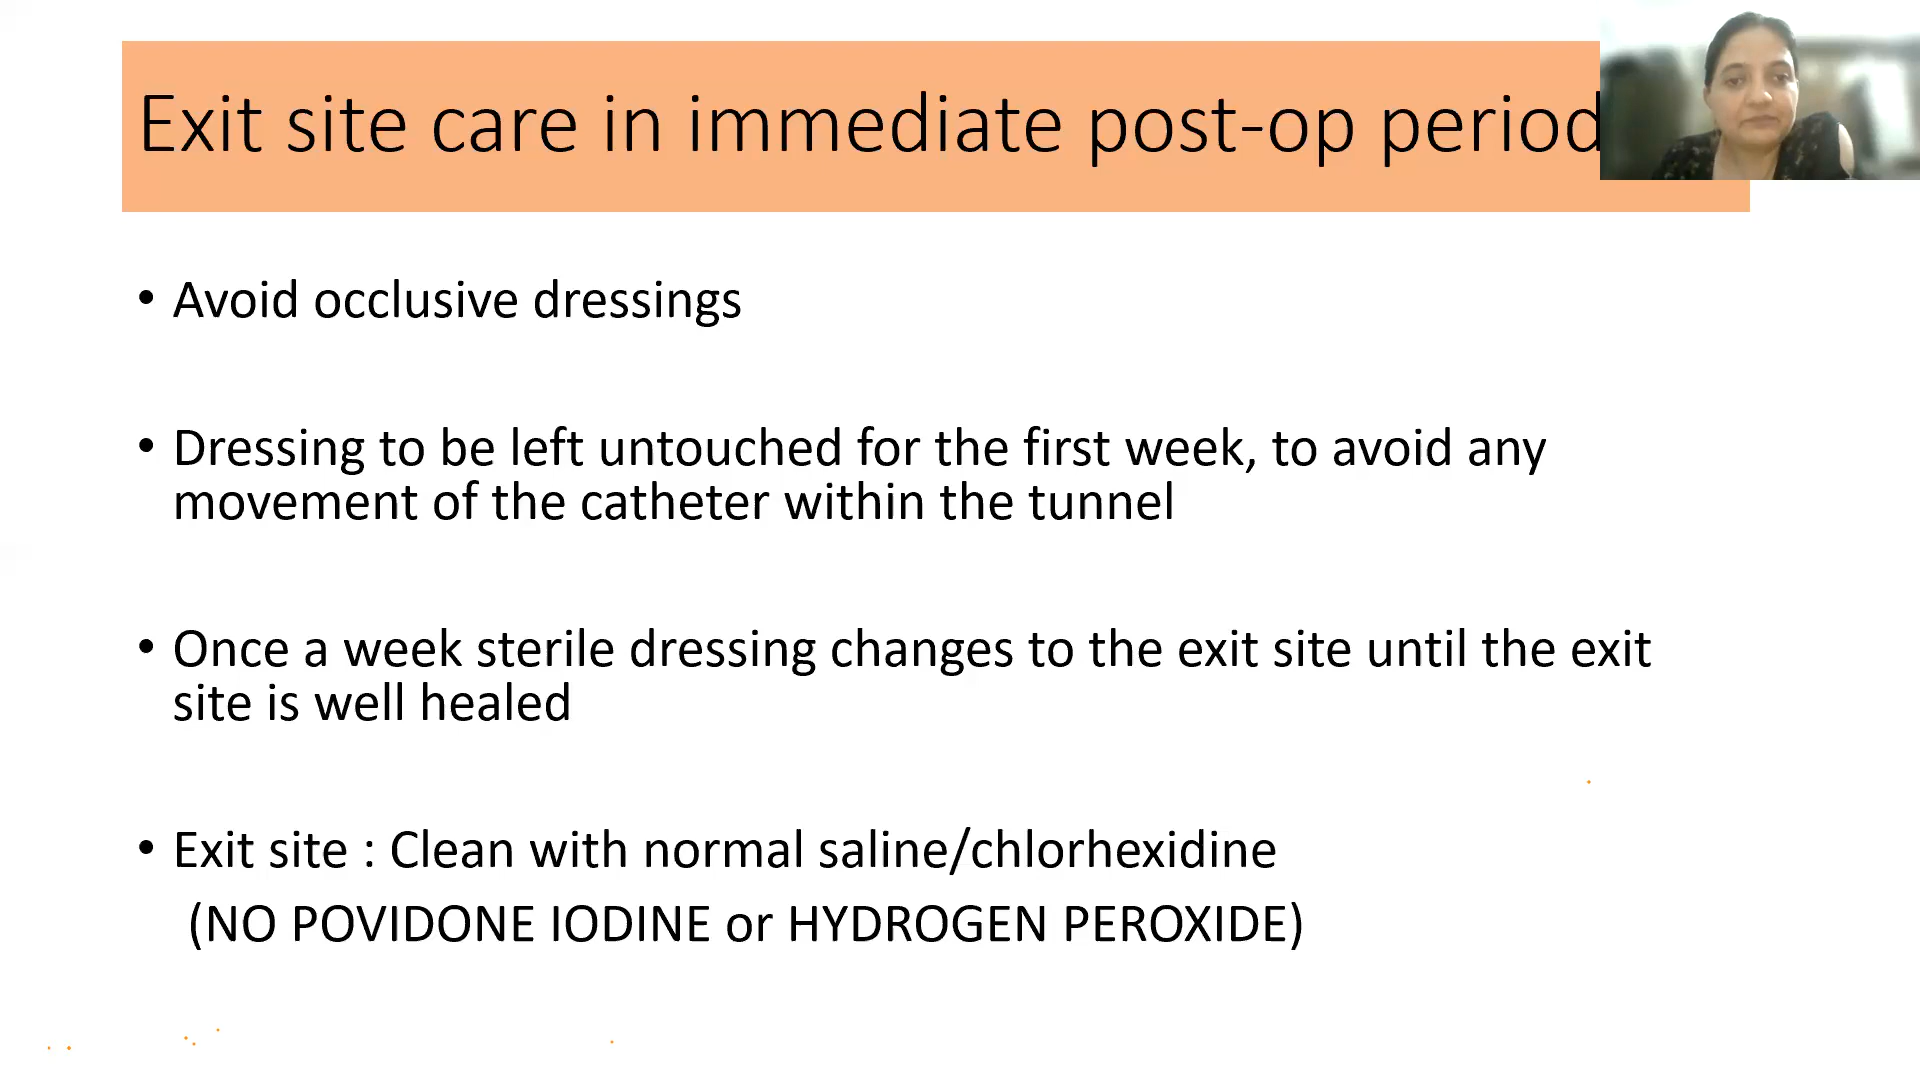 Exit site care in immediate post-op period
• Avoid occlusive dressings
• Dressing to be left untouched for the first week, to avoid any
movement of the catheter within the tunnel
• Once a week sterile dressing changes to the exit site until the exit
site is well healed
• Exit site : Clean with normal saline/chlorhexidine
(NO POVIDONE IODINE or HYDROGEN PEROXIDE)